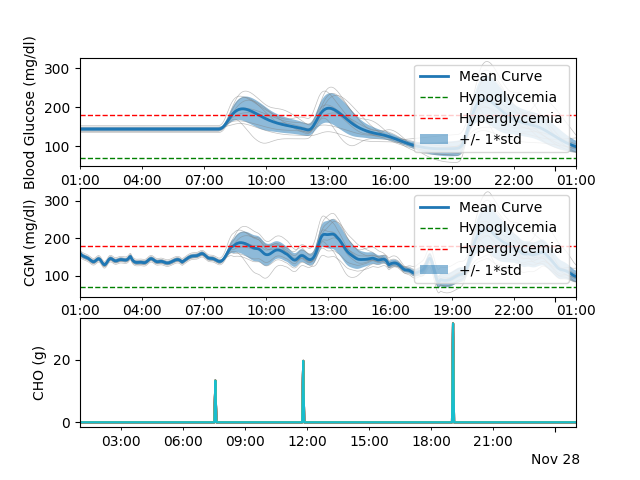 Blood Glucose (mg/dl)
300
200
100
Mean Curve
Hypoglycemia
Hyperglycemia
+/- 1*std
01:00 04:00 07:00 10:00 13:00 16:00 19:00 22:00 01:00
CGM (mg/dl)
300
200
100
Mean Curve
Hypoglycemia
Hyperglycemia
+/- 1*std
01:00 04:00 07:00 10:00 13:00 16:00 19:00 22:00 01:00
CHO (g)
20
0
03:00 06:00 09:00 12:00 15:00 18:00 21:00
Nov 28